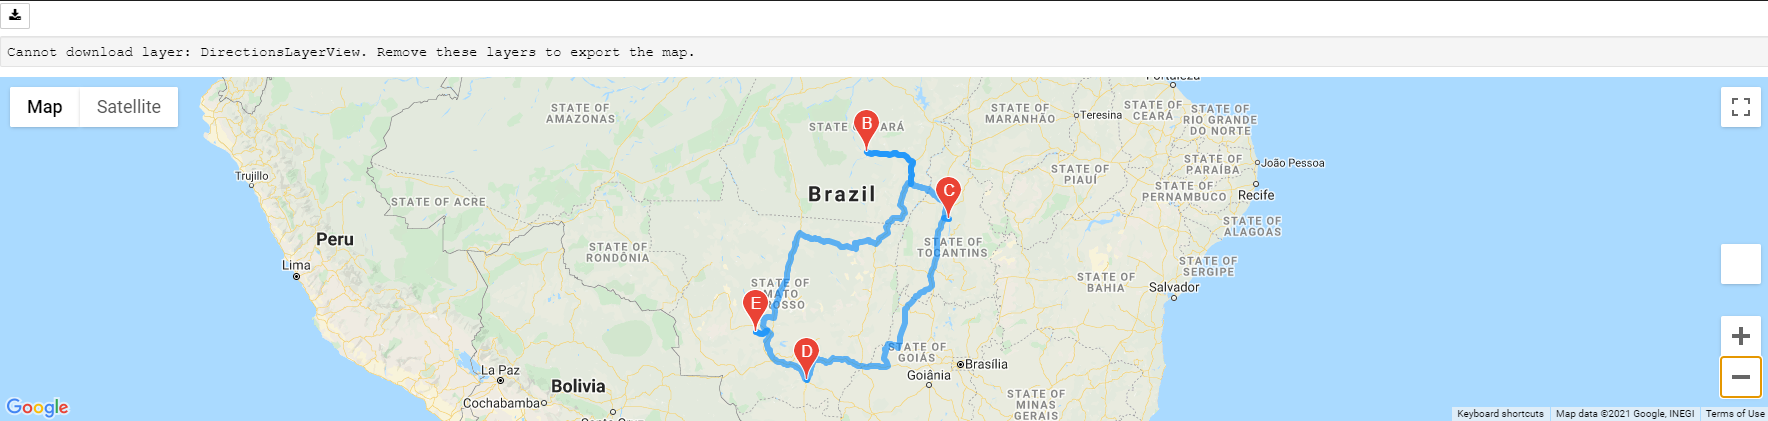 Cannot download layer: DirectionsLayerView. Remove these layers to export the map.
Map Satellite
Fortaleza
STATE OF
AMAZONAS
STATE OF PARÁ
B
STATE OF
MARANHÃO
Teresina
STATE OF
CEARÁ
STATE OF
RIO GRANDE
DO NORTE
Trujillo
STATE OF ACRE
Brazil
C
STATE OF
PIAUÍ
STATE OF
PARAÍBA
João Pessoa
STATE OF
PERNAMBUCO
Recife
STATE OF
ALAGOAS
Peru
Lima
STATE OF
RONDÔNIA
STATE OF
TOCANTINS
STATE OF
SERGIPE
STATE OF
BAHIA
Salvador
STATE OF
MATO
GROSSO
E
D
STATE OF
GOIÁS
Brasília
Goiânia
La Paz
Bolivia
Cochabamba
STATE OF
MINAS
GERAIS
Google
Keyboard shortcuts Map data ©2021 Google, INEGI Terms of Use